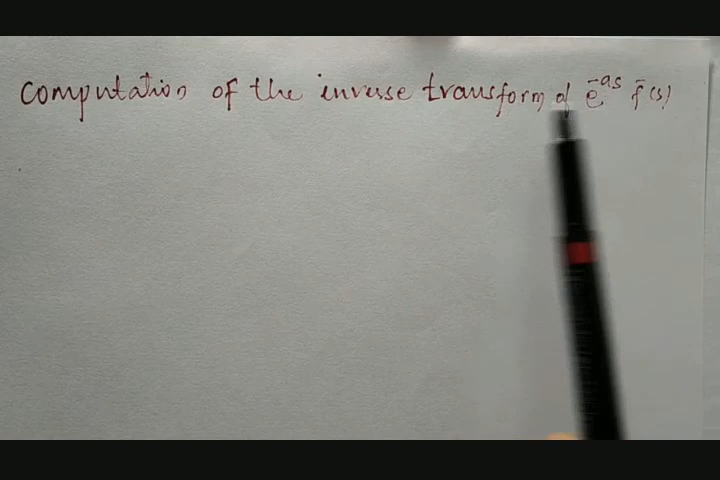 Computation of the inverse transform of e^-as f̄(s)